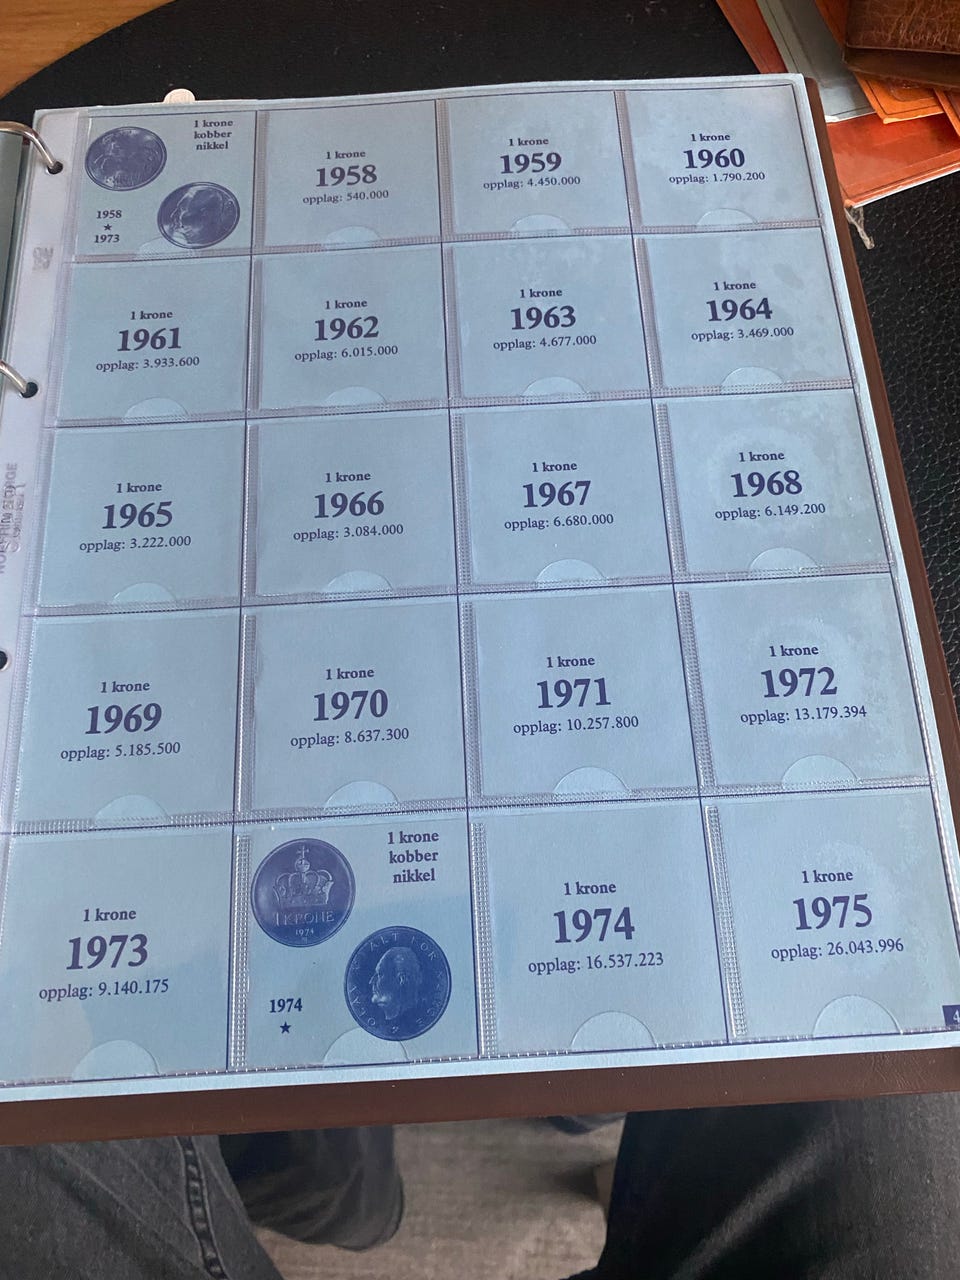 1 krone
kobber
nikkel
1958
★
1973
1 krone
1958
opplag: 540.000
1 krone
1959
opplag: 4.450.000
1 krone
1960
opplag: 1.790.200
1 krone
1961
opplag: 3.933.600
1 krone
1962
opplag: 6.015.000
1 krone
1963
opplag: 4.677.000
1 krone
1964
opplag: 3.469.000
1 krone
1965
opplag: 3.222.000
1 krone
1966
opplag: 3.084.000
1 krone
1967
opplag: 6.680.000
1 krone
1968
opplag: 6.149.200
1 krone
1969
opplag: 5.185.500
1 krone
1970
opplag: 8.637.300
1 krone
1971
opplag: 10.257.800
1 krone
1972
opplag: 13.179.394
1 krone
1973
opplag: 9.140.175
1 krone
kobber
nikkel
1 KRONE
1974
OLAV V ALT FOR NORGE
1974
★
1 krone
1974
opplag: 16.537.223
1 krone
1975
opplag: 26.043.996
4